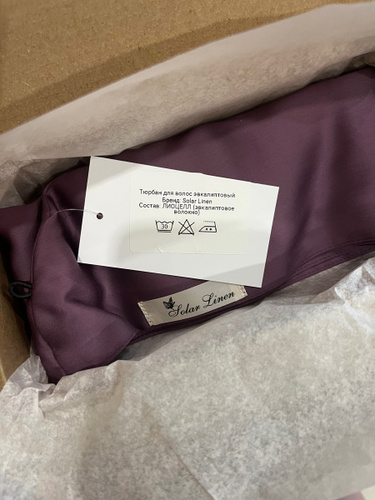 Тюрбан для волос эвкалиптовый
Бренд: Solar Linen
Состав: ЛИОЦЕЛЛ (эвкалиптовое
волокно)
30
Solar Linen